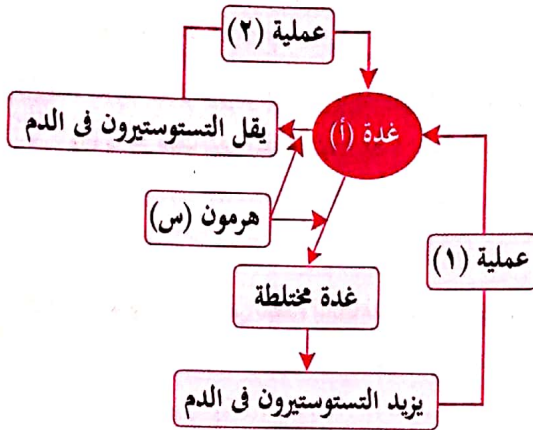 عملية (٢)
يقل التستوستيرون فى الدم
غدة (أ)
هرمون (س)
عملية (١)
غدة مختلطة
يزيد التستوستيرون فى الدم